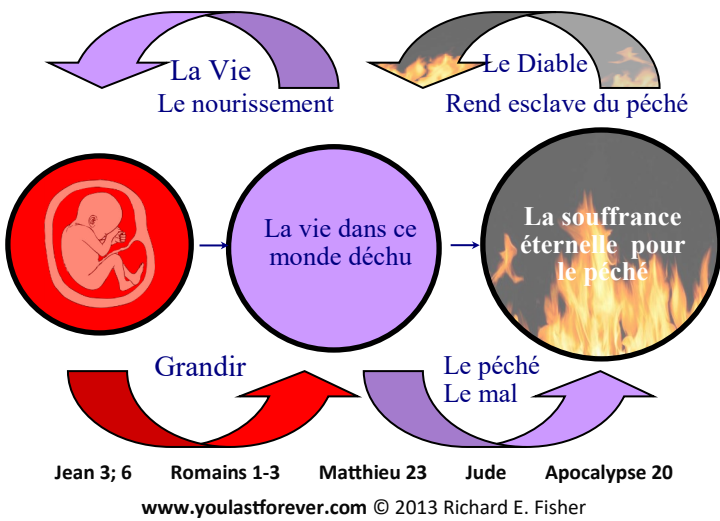 La Vie
Le nourissement
Le Diable
Rend esclave du péché
La vie dans ce
monde déchu
La souffrance
éternelle pour
le péché
Grandir
Le péché
Le mal
Jean 3; 6 Romains 1-3 Matthieu 23 Jude Apocalypse 20
www.youlastforever.com © 2013 Richard E. Fisher